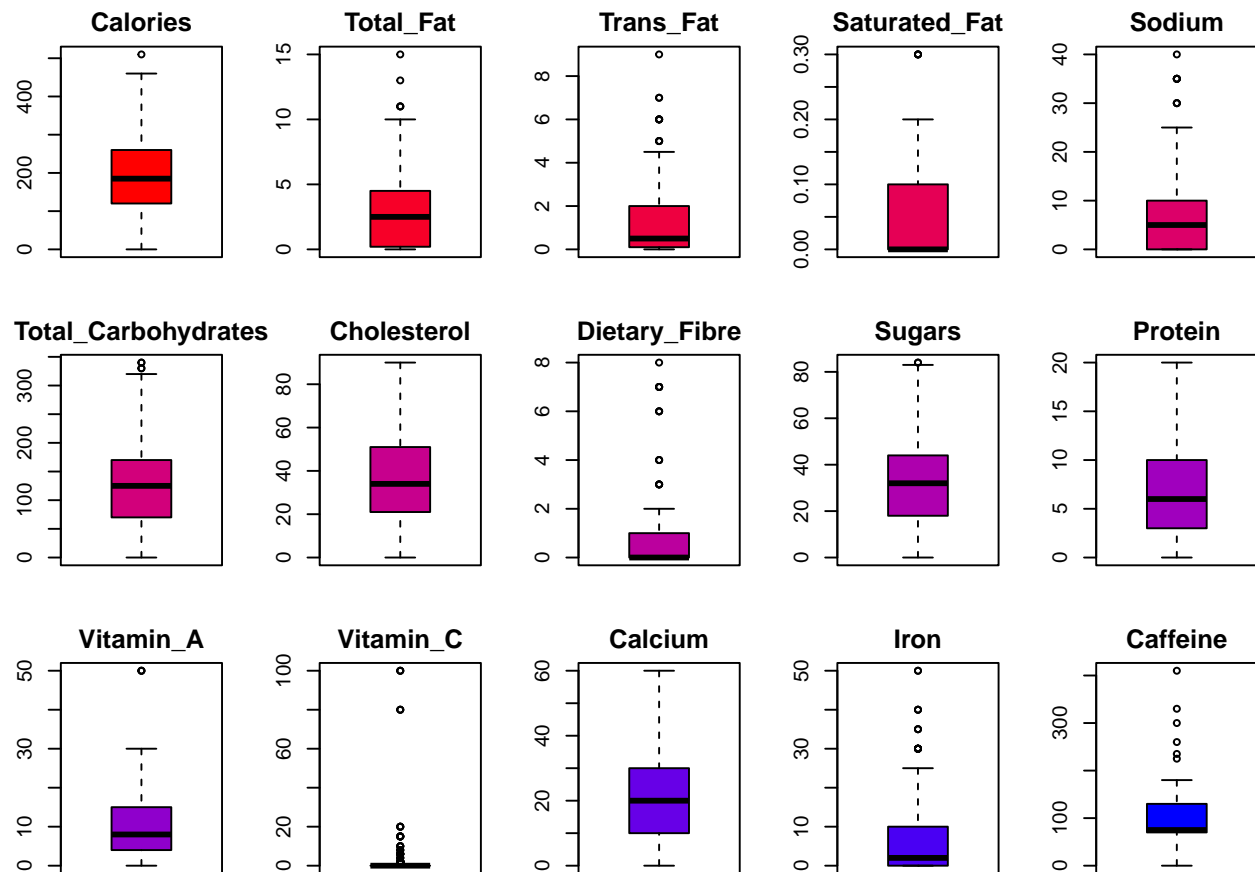 Calories Total_Fat Trans_Fat Saturated_Fat Sodium
0 200 400
0 5 10 15
0 2 4 6 8
0.00 0.10 0.20 0.30
0 10 20 30 40
Total_Carbohydrates Cholesterol Dietary_Fibre Sugars Protein
0 100 200 300
0 20 40 60 80
0 2 4 6 7 8
0 20 40 60 80
0 5 10 15 20
Vitamin_A Vitamin_C Calcium Iron Caffeine
0 10 30 50
0 20 60 100
0 20 40 60
0 10 30 50
0 100 300